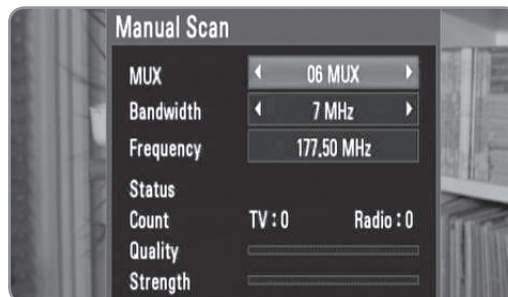 Manual Scan
MUX 06 MUX
Bandwidth 7 MHz
Frequency 177.50 MHz
Status
Count TV : 0 Radio : 0
Quality
Strength